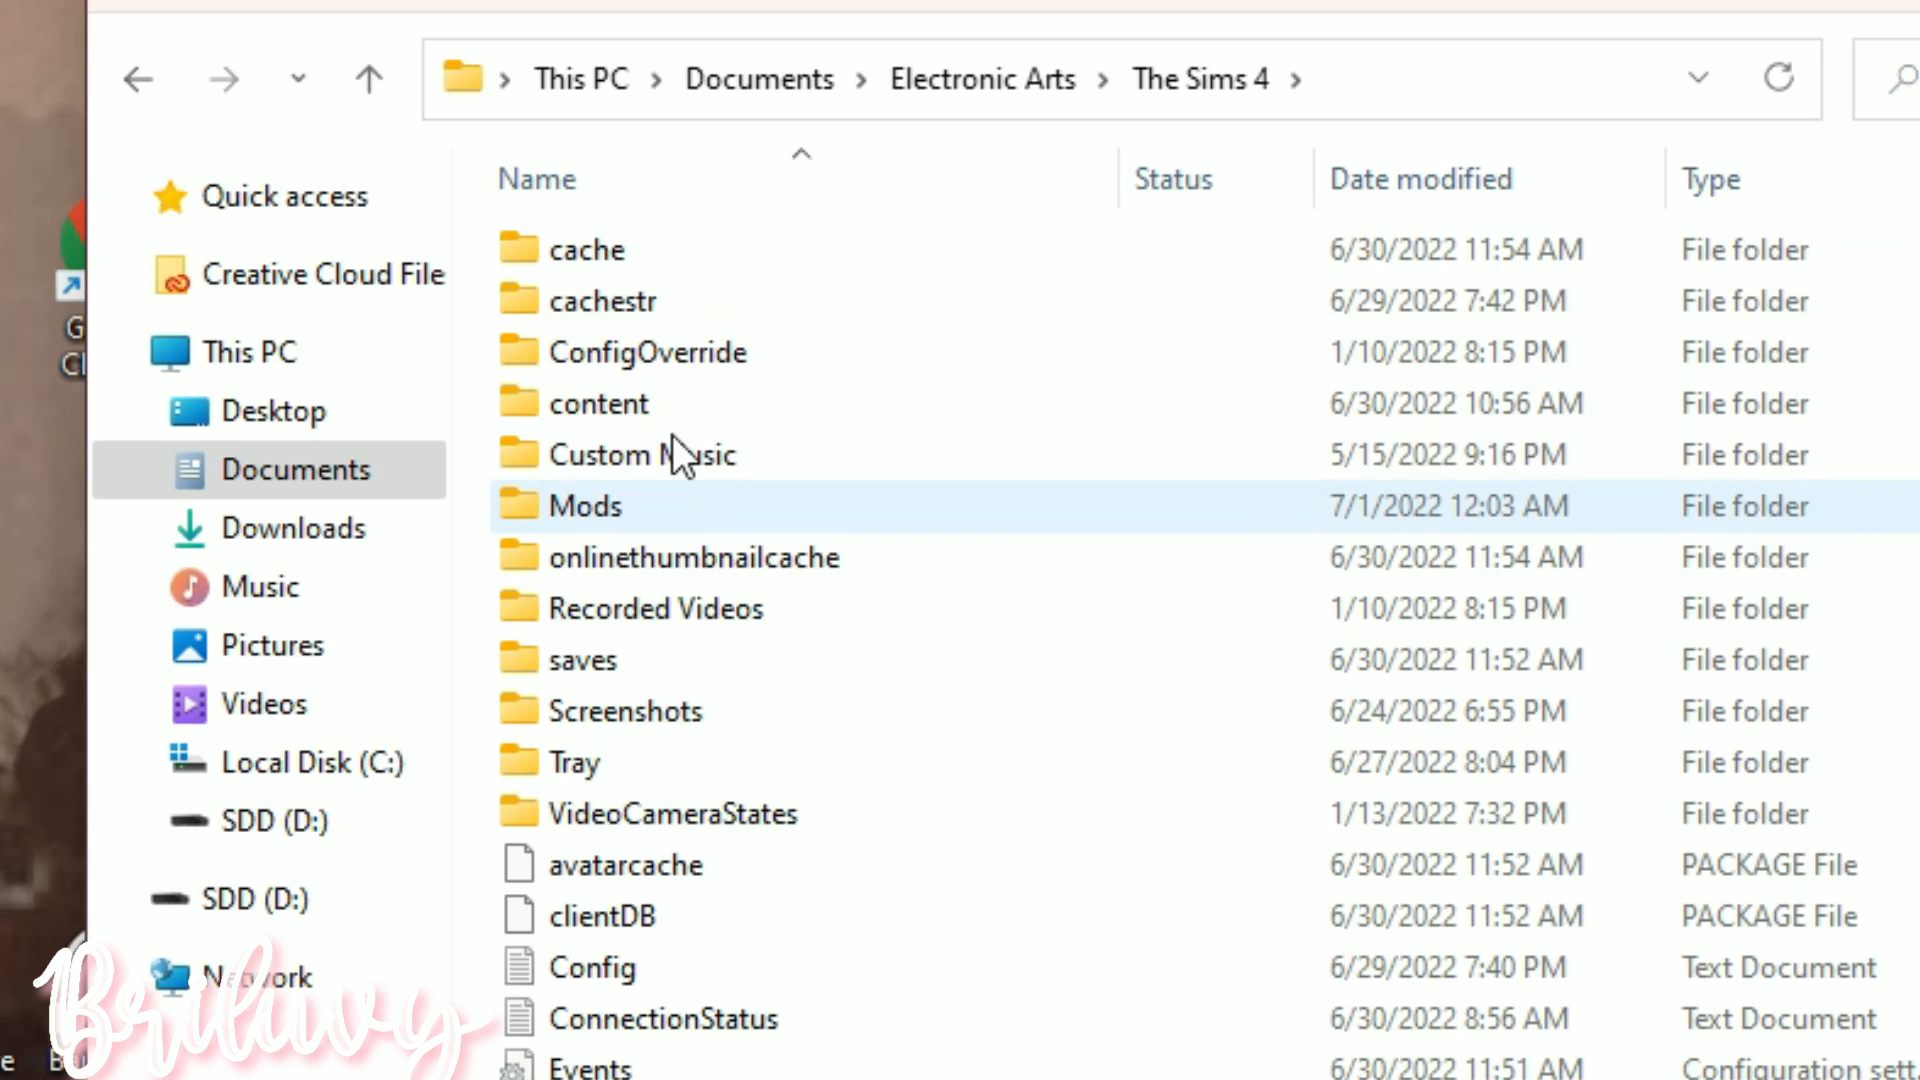 This PC > Documents > Electronic Arts > The Sims 4 >
Name Status Date modified Type
Quick access
Creative Cloud File
This PC
Desktop
Documents
Downloads
Music
Pictures
Videos
Local Disk (C:)
SDD (D:)
SDD (D:)
Network
cache 6/30/2022 11:54 AM File folder
cachestr 6/29/2022 7:42 PM File folder
ConfigOverride 1/10/2022 8:15 PM File folder
content 6/30/2022 10:56 AM File folder
Custom Music 5/15/2022 9:16 PM File folder
Mods 7/1/2022 12:03 AM File folder
onlinethumbnailcache 6/30/2022 11:54 AM File folder
Recorded Videos 1/10/2022 8:15 PM File folder
saves 6/30/2022 11:52 AM File folder
Screenshots 6/24/2022 6:55 PM File folder
Tray 6/27/2022 8:04 PM File folder
VideoCameraStates 1/13/2022 7:32 PM File folder
avatarcache 6/30/2022 11:52 AM PACKAGE File
clientDB 6/30/2022 11:52 AM PACKAGE File
Config 6/29/2022 7:40 PM Text Document
ConnectionStatus 6/30/2022 8:56 AM Text Document
Events 6/30/2022 11:51 AM Configuration sett.